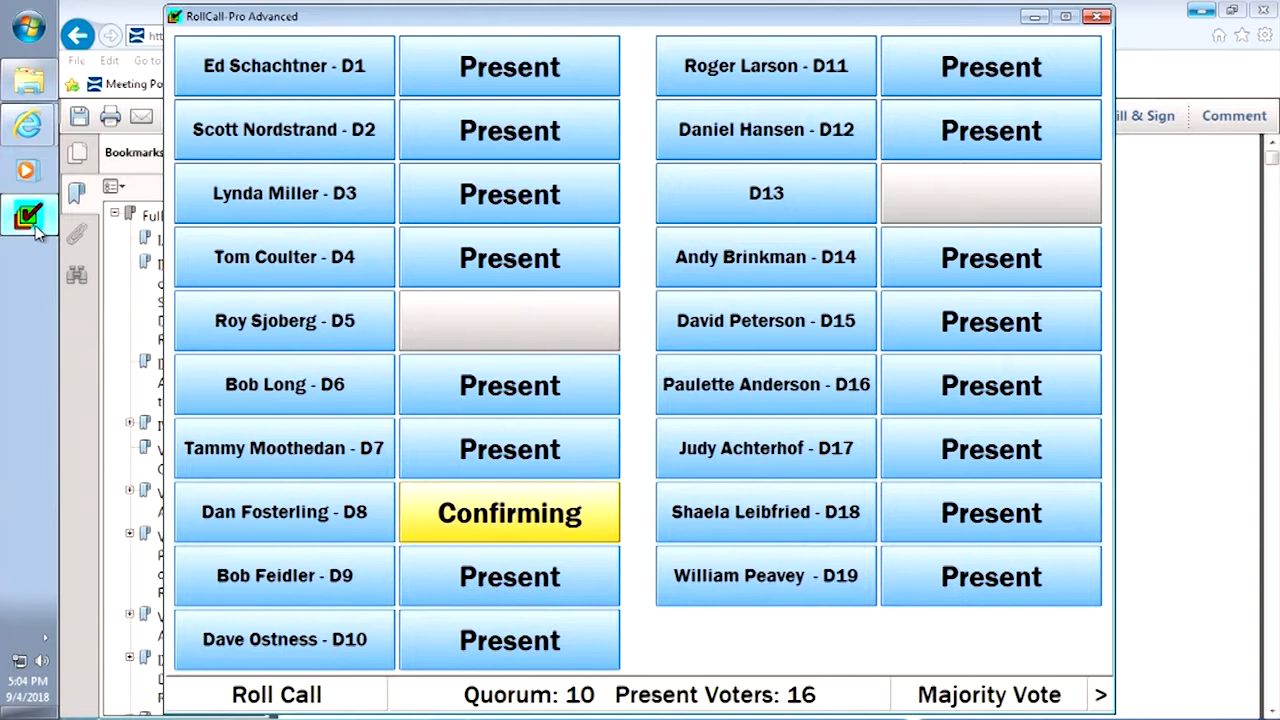 RollCall-Pro Advanced
Ed Schachtner - D1 Present
Scott Nordstrand - D2 Present
Lynda Miller - D3 Present
Tom Coulter - D4 Present
Roy Sjoberg - D5
Bob Long - D6 Present
Tammy Moothedan - D7 Present
Dan Fosterling - D8 Confirming
Bob Feidler - D9 Present
Dave Ostness - D10 Present
Roger Larson - D11 Present
Daniel Hansen - D12 Present
D13
Andy Brinkman - D14 Present
David Peterson - D15 Present
Paulette Anderson - D16 Present
Judy Achterhof - D17 Present
Shaela Leibfried - D18 Present
William Peavey - D19 Present
Roll Call Quorum: 10 Present Voters: 16 Majority Vote >
File Edit Go to
Meeting Po
Bookmarks
Full
ill & Sign Comment
5:04 PM
9/4/2018